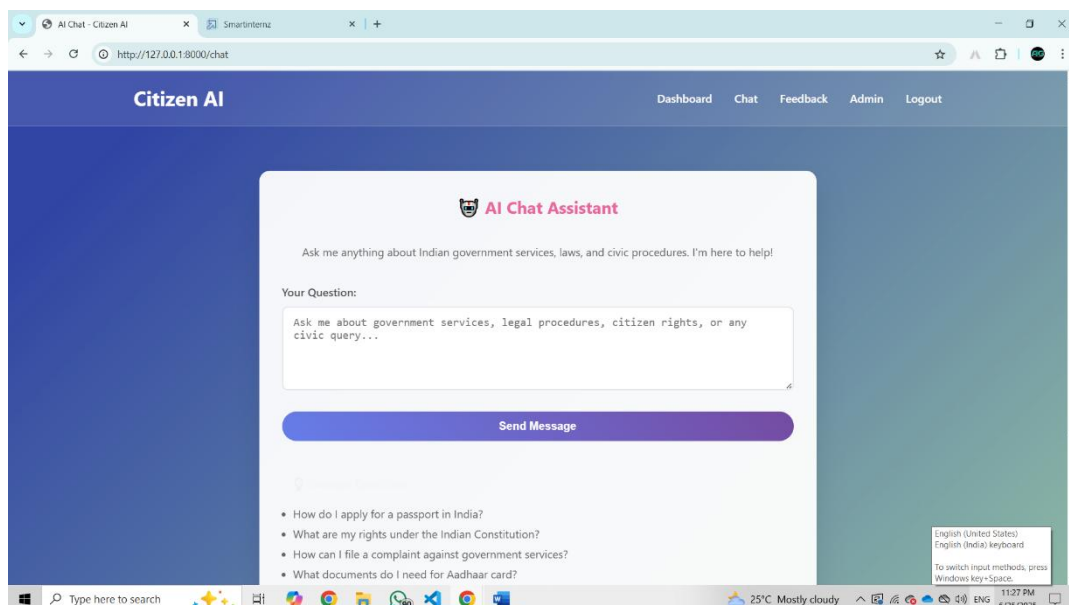 AI Chat - Citizen AI
Smartinternz
http://127.0.0.1:8000/chat
Citizen AI
Dashboard Chat Feedback Admin Logout
AI Chat Assistant
Ask me anything about Indian government services, laws, and civic procedures. I'm here to help!
Your Question:
Ask me about government services, legal procedures, citizen rights, or any
civic query...
Send Message
• How do I apply for a passport in India?
• What are my rights under the Indian Constitution?
• How can I file a complaint against government services?
• What documents do I need for Aadhaar card?
English (United States)
English (India) keyboard
To switch input methods, press
Windows key+Space.
Type here to search
25°C Mostly cloudy
ENG
11:27 PM